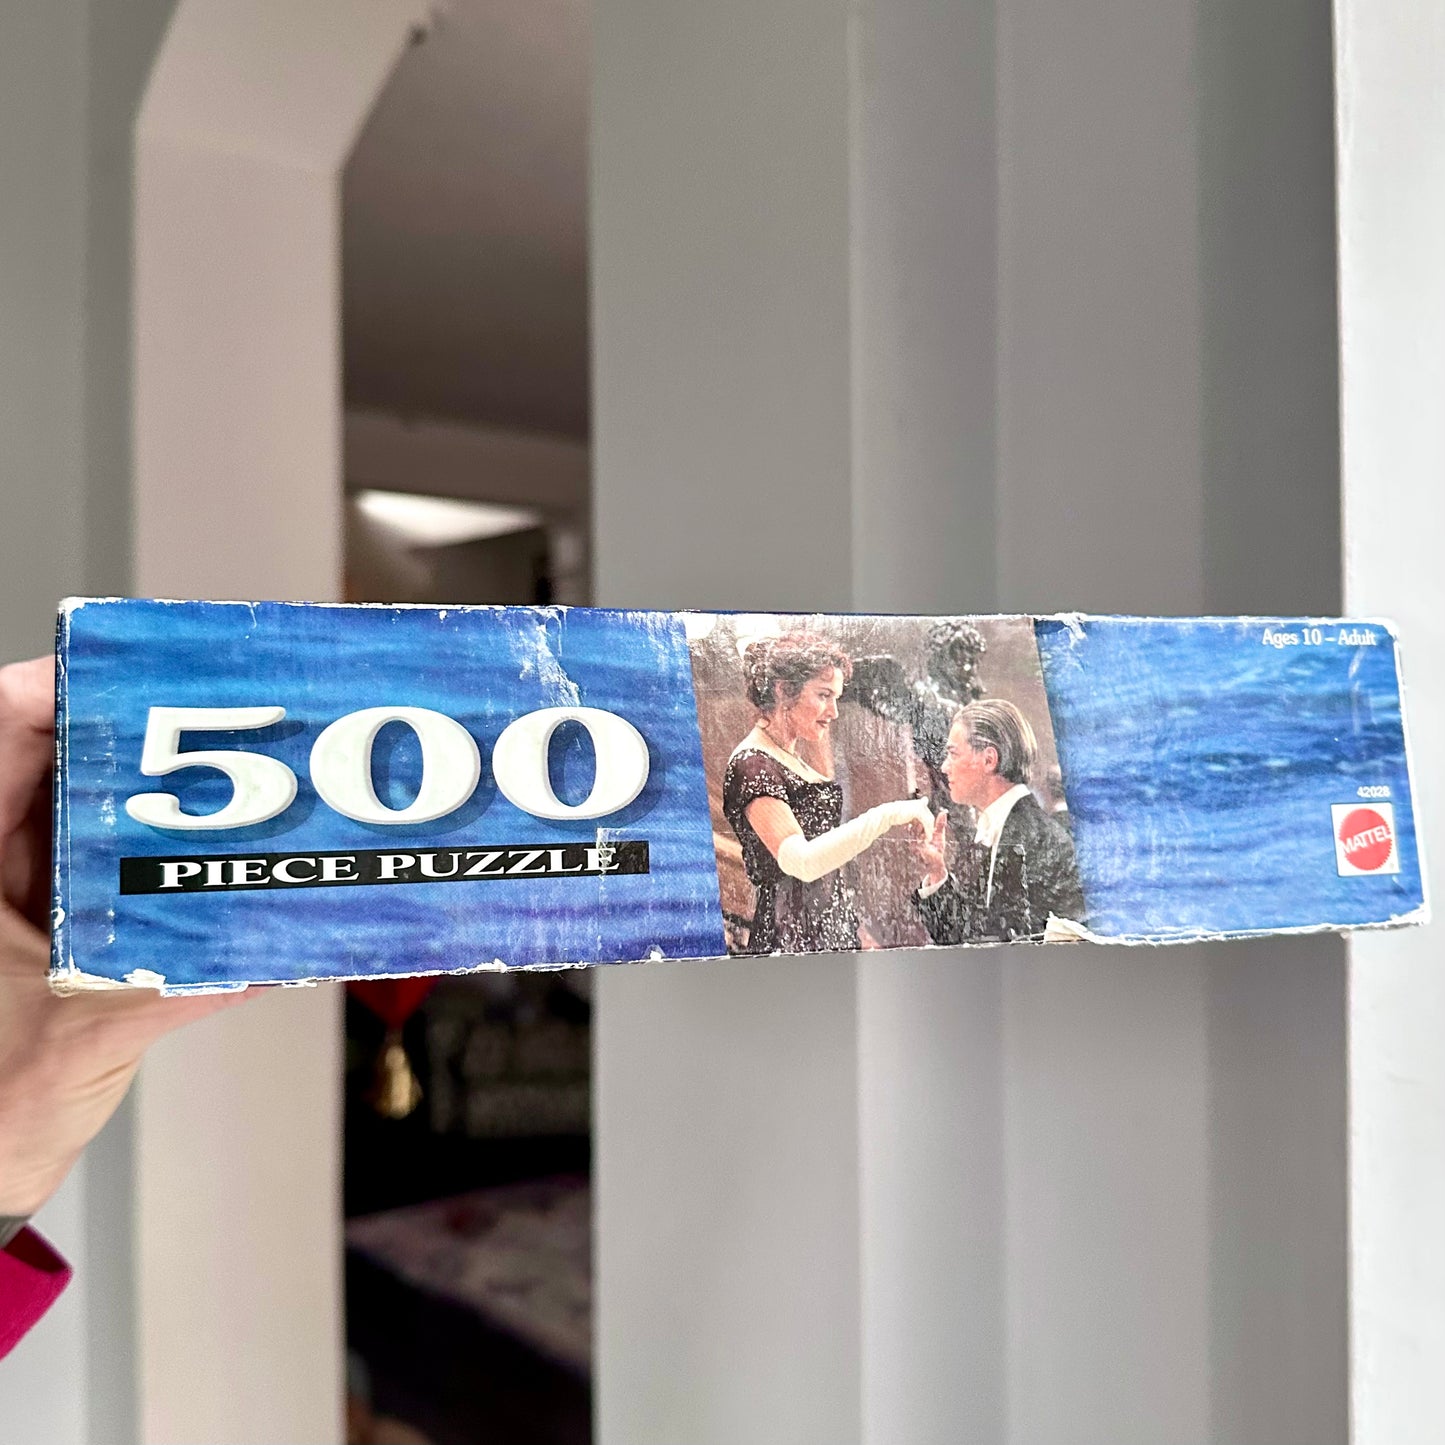 500
PIECE PUZZLE
Ages 10 – Adult
42028
MATTEL